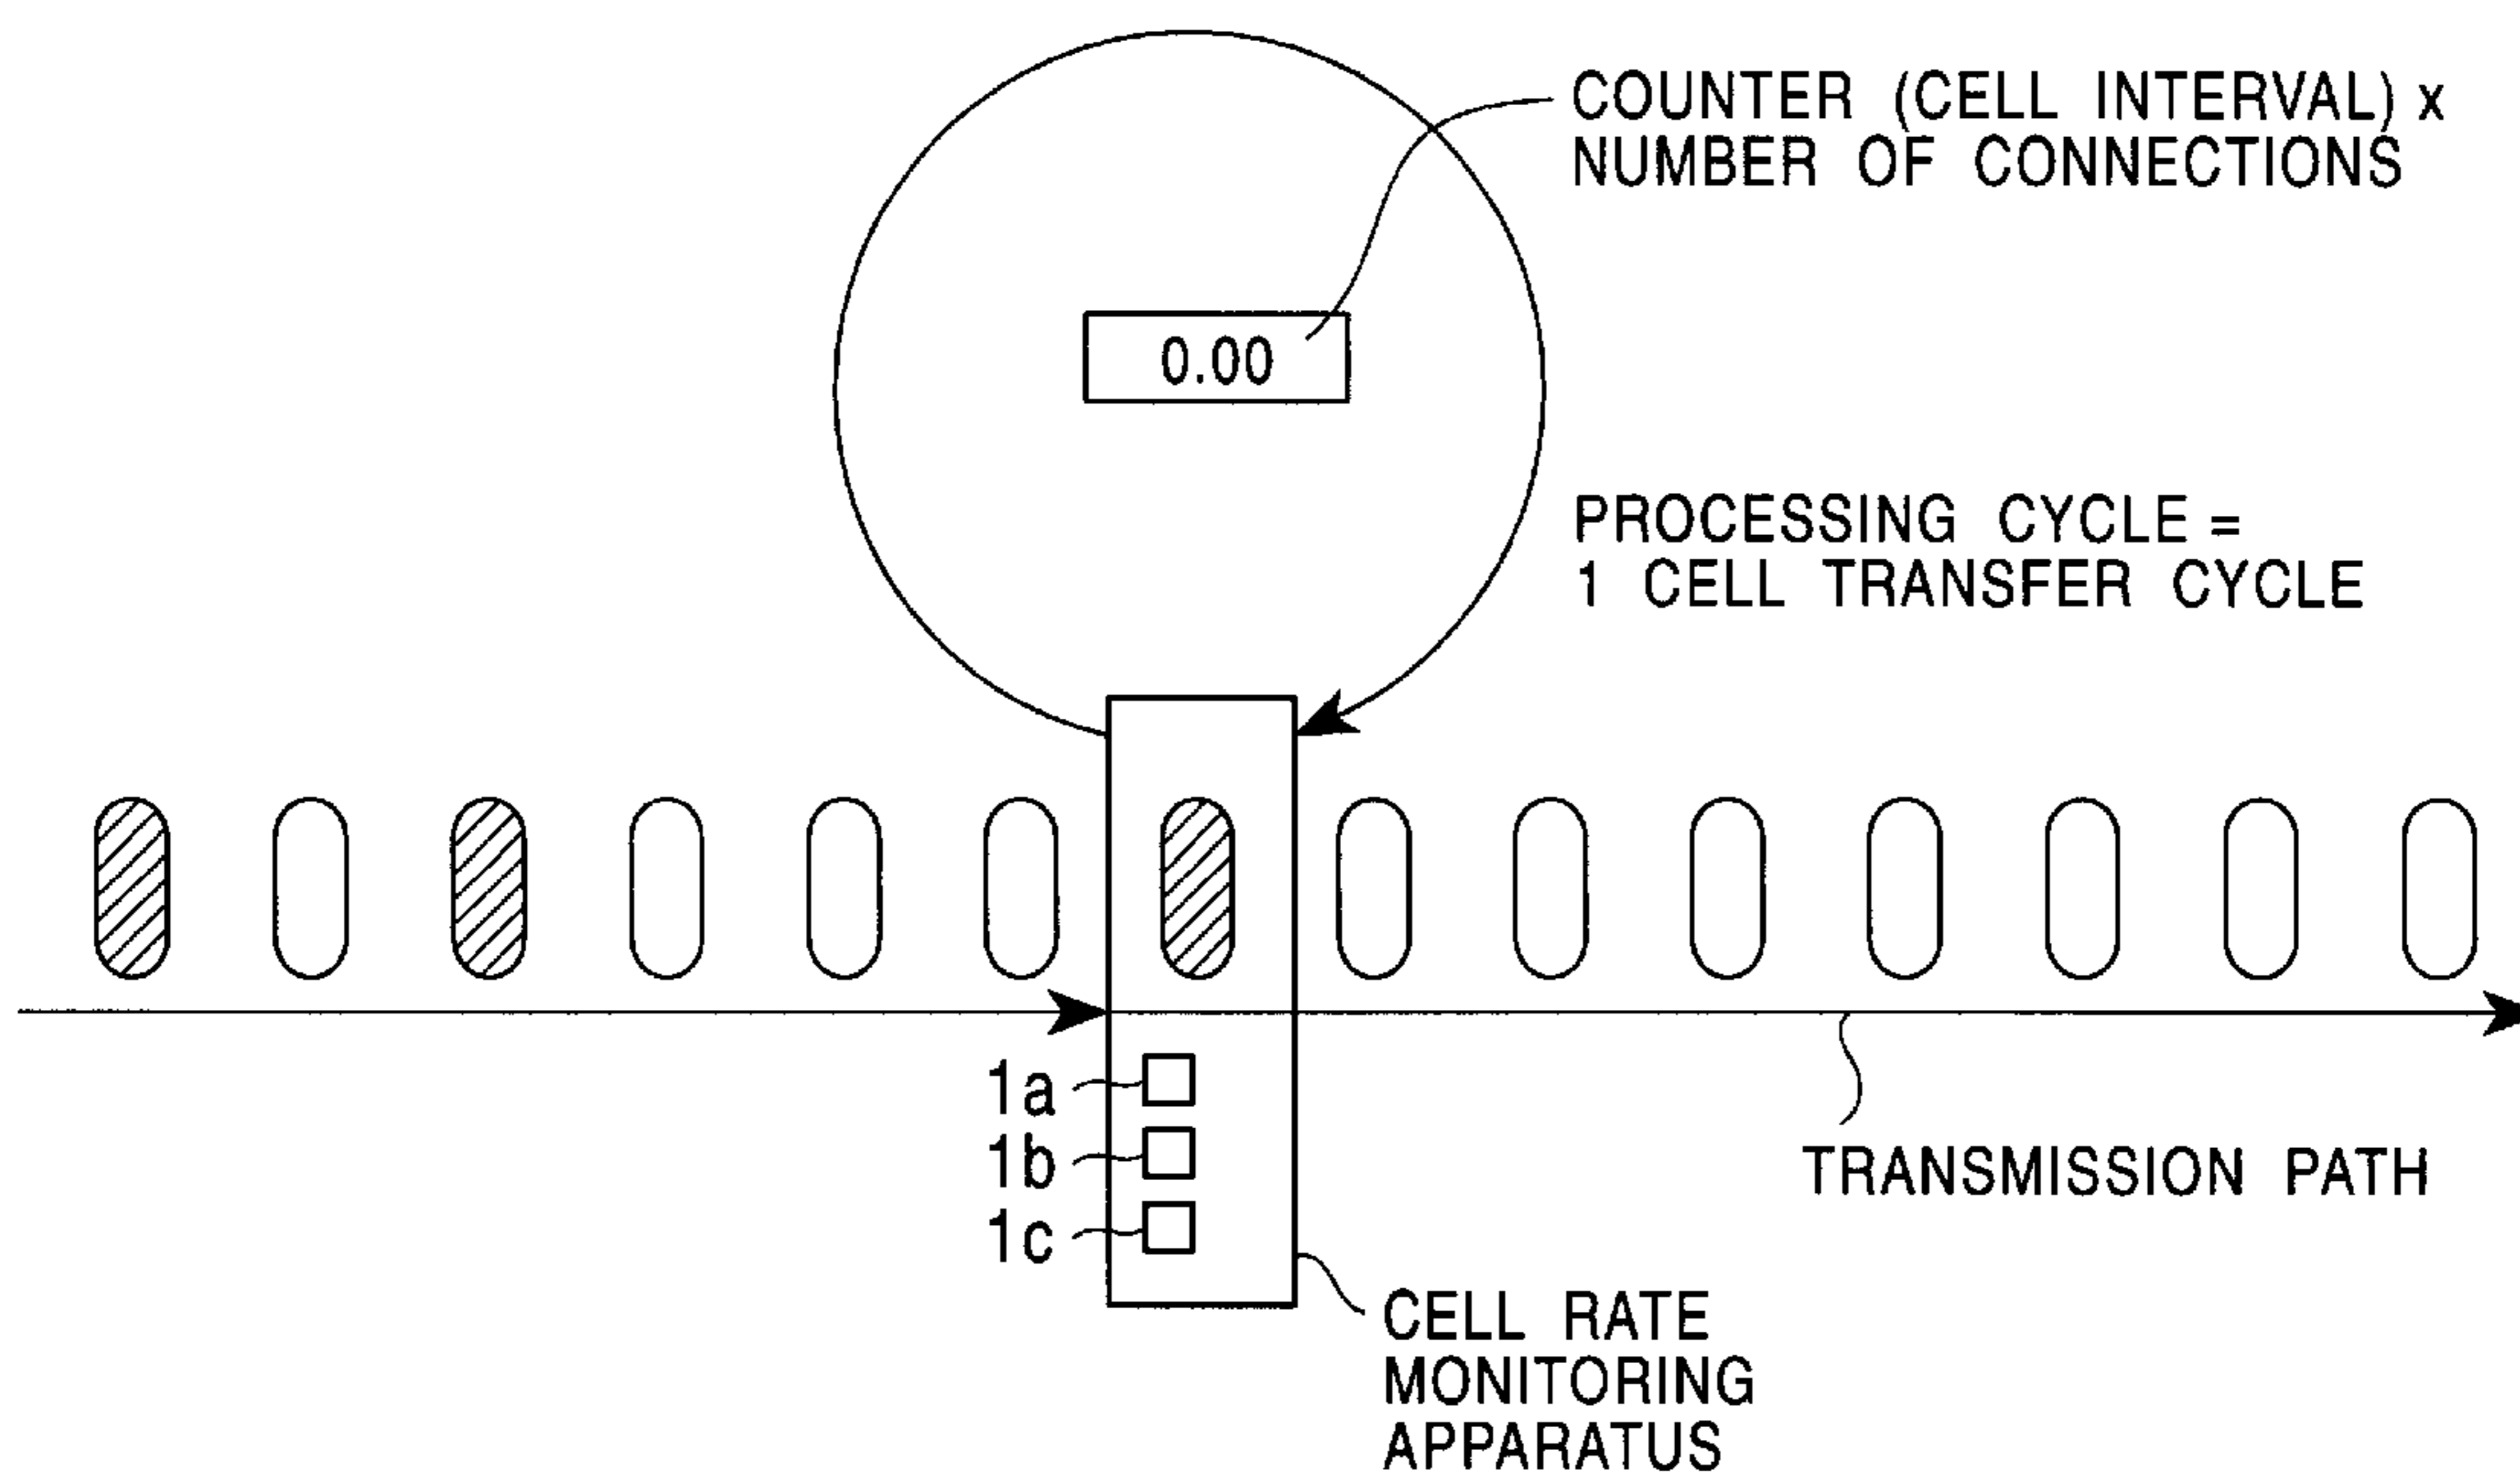 COUNTER (CELL INTERVAL) x
NUMBER OF CONNECTIONS
0.00
PROCESSING CYCLE =
1 CELL TRANSFER CYCLE
1a
1b
1c
TRANSMISSION PATH
CELL RATE
MONITORING
APPARATUS